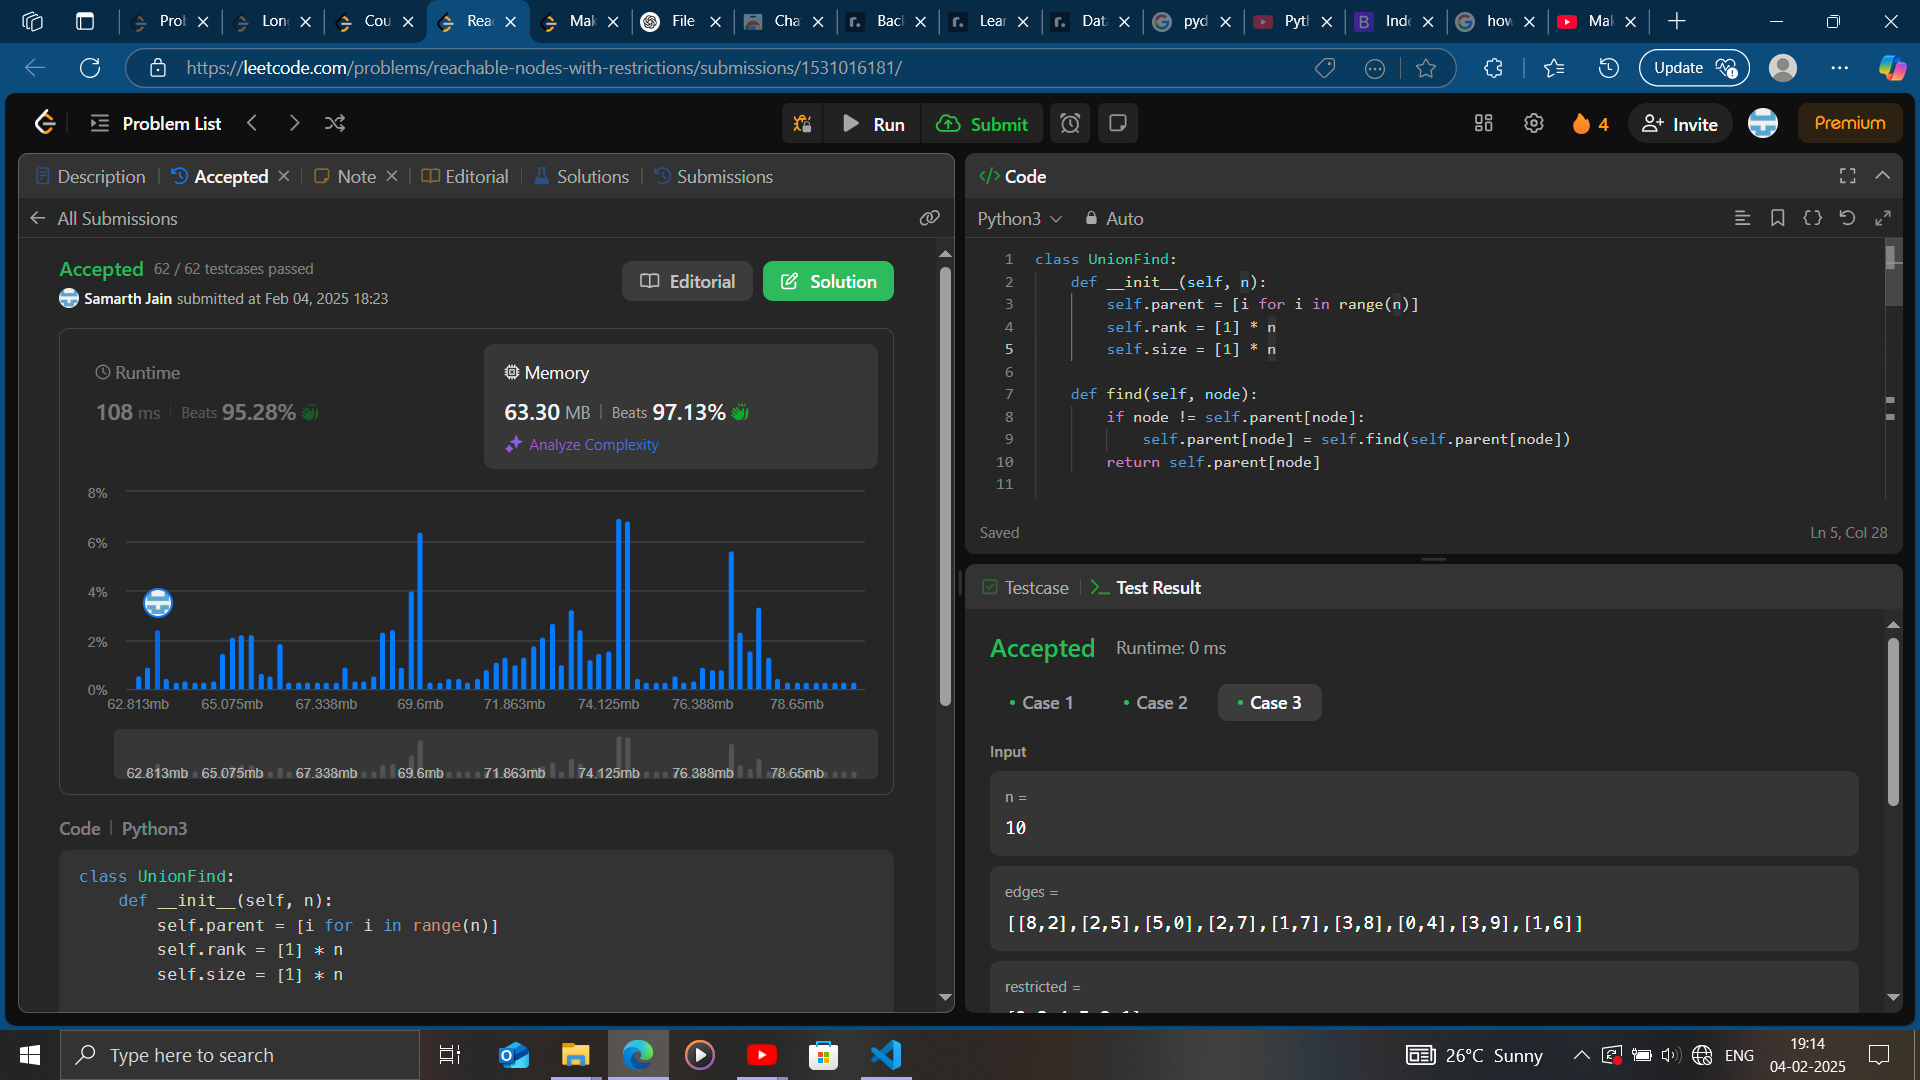 Prob
Lon
Cou
Rea
Mak
File
Cha
Bac
Lear
Data
pyd
Pyth
Inde
how
Mak
https://leetcode.com/problems/reachable-nodes-with-restrictions/submissions/1531016181/
Update
Problem List
Run
Submit
4
Invite
Premium
Description
Accepted
Note
Editorial
Solutions
Submissions
All Submissions
Accepted 62 / 62 testcases passed
Samarth Jain submitted at Feb 04, 2025 18:23
Editorial
Solution
Runtime
108 ms Beats 95.28%
Memory
63.30 MB Beats 97.13%
Analyze Complexity
8%
6%
4%
2%
0%
62.813mb 65.075mb 67.338mb 69.6mb 71.863mb 74.125mb 76.388mb 78.65mb
62.813mb 65.075mb 67.338mb 69.6mb 71.863mb 74.125mb 76.388mb 78.65mb
Code | Python3
class UnionFind:
def __init__(self, n):
self.parent = [i for i in range(n)]
self.rank = [1] * n
self.size = [1] * n
</> Code
Python3 Auto
1 class UnionFind:
2 def __init__(self, n):
3 self.parent = [i for i in range(n)]
4 self.rank = [1] * n
5 self.size = [1] * n
6
7 def find(self, node):
8 if node != self.parent[node]:
9 self.parent[node] = self.find(self.parent[node])
10 return self.parent[node]
11
Saved
Ln 5, Col 28
Testcase
Test Result
Accepted Runtime: 0 ms
Case 1
Case 2
Case 3
Input
n =
10
edges =
[[8,2],[2,5],[5,0],[2,7],[1,7],[3,8],[0,4],[3,9],[1,6]]
restricted =
Type here to search
26°C Sunny
ENG
19:14
04-02-2025